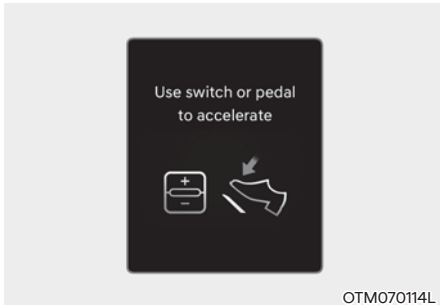 Use switch or pedal
to accelerate
+
−
OTM070114L